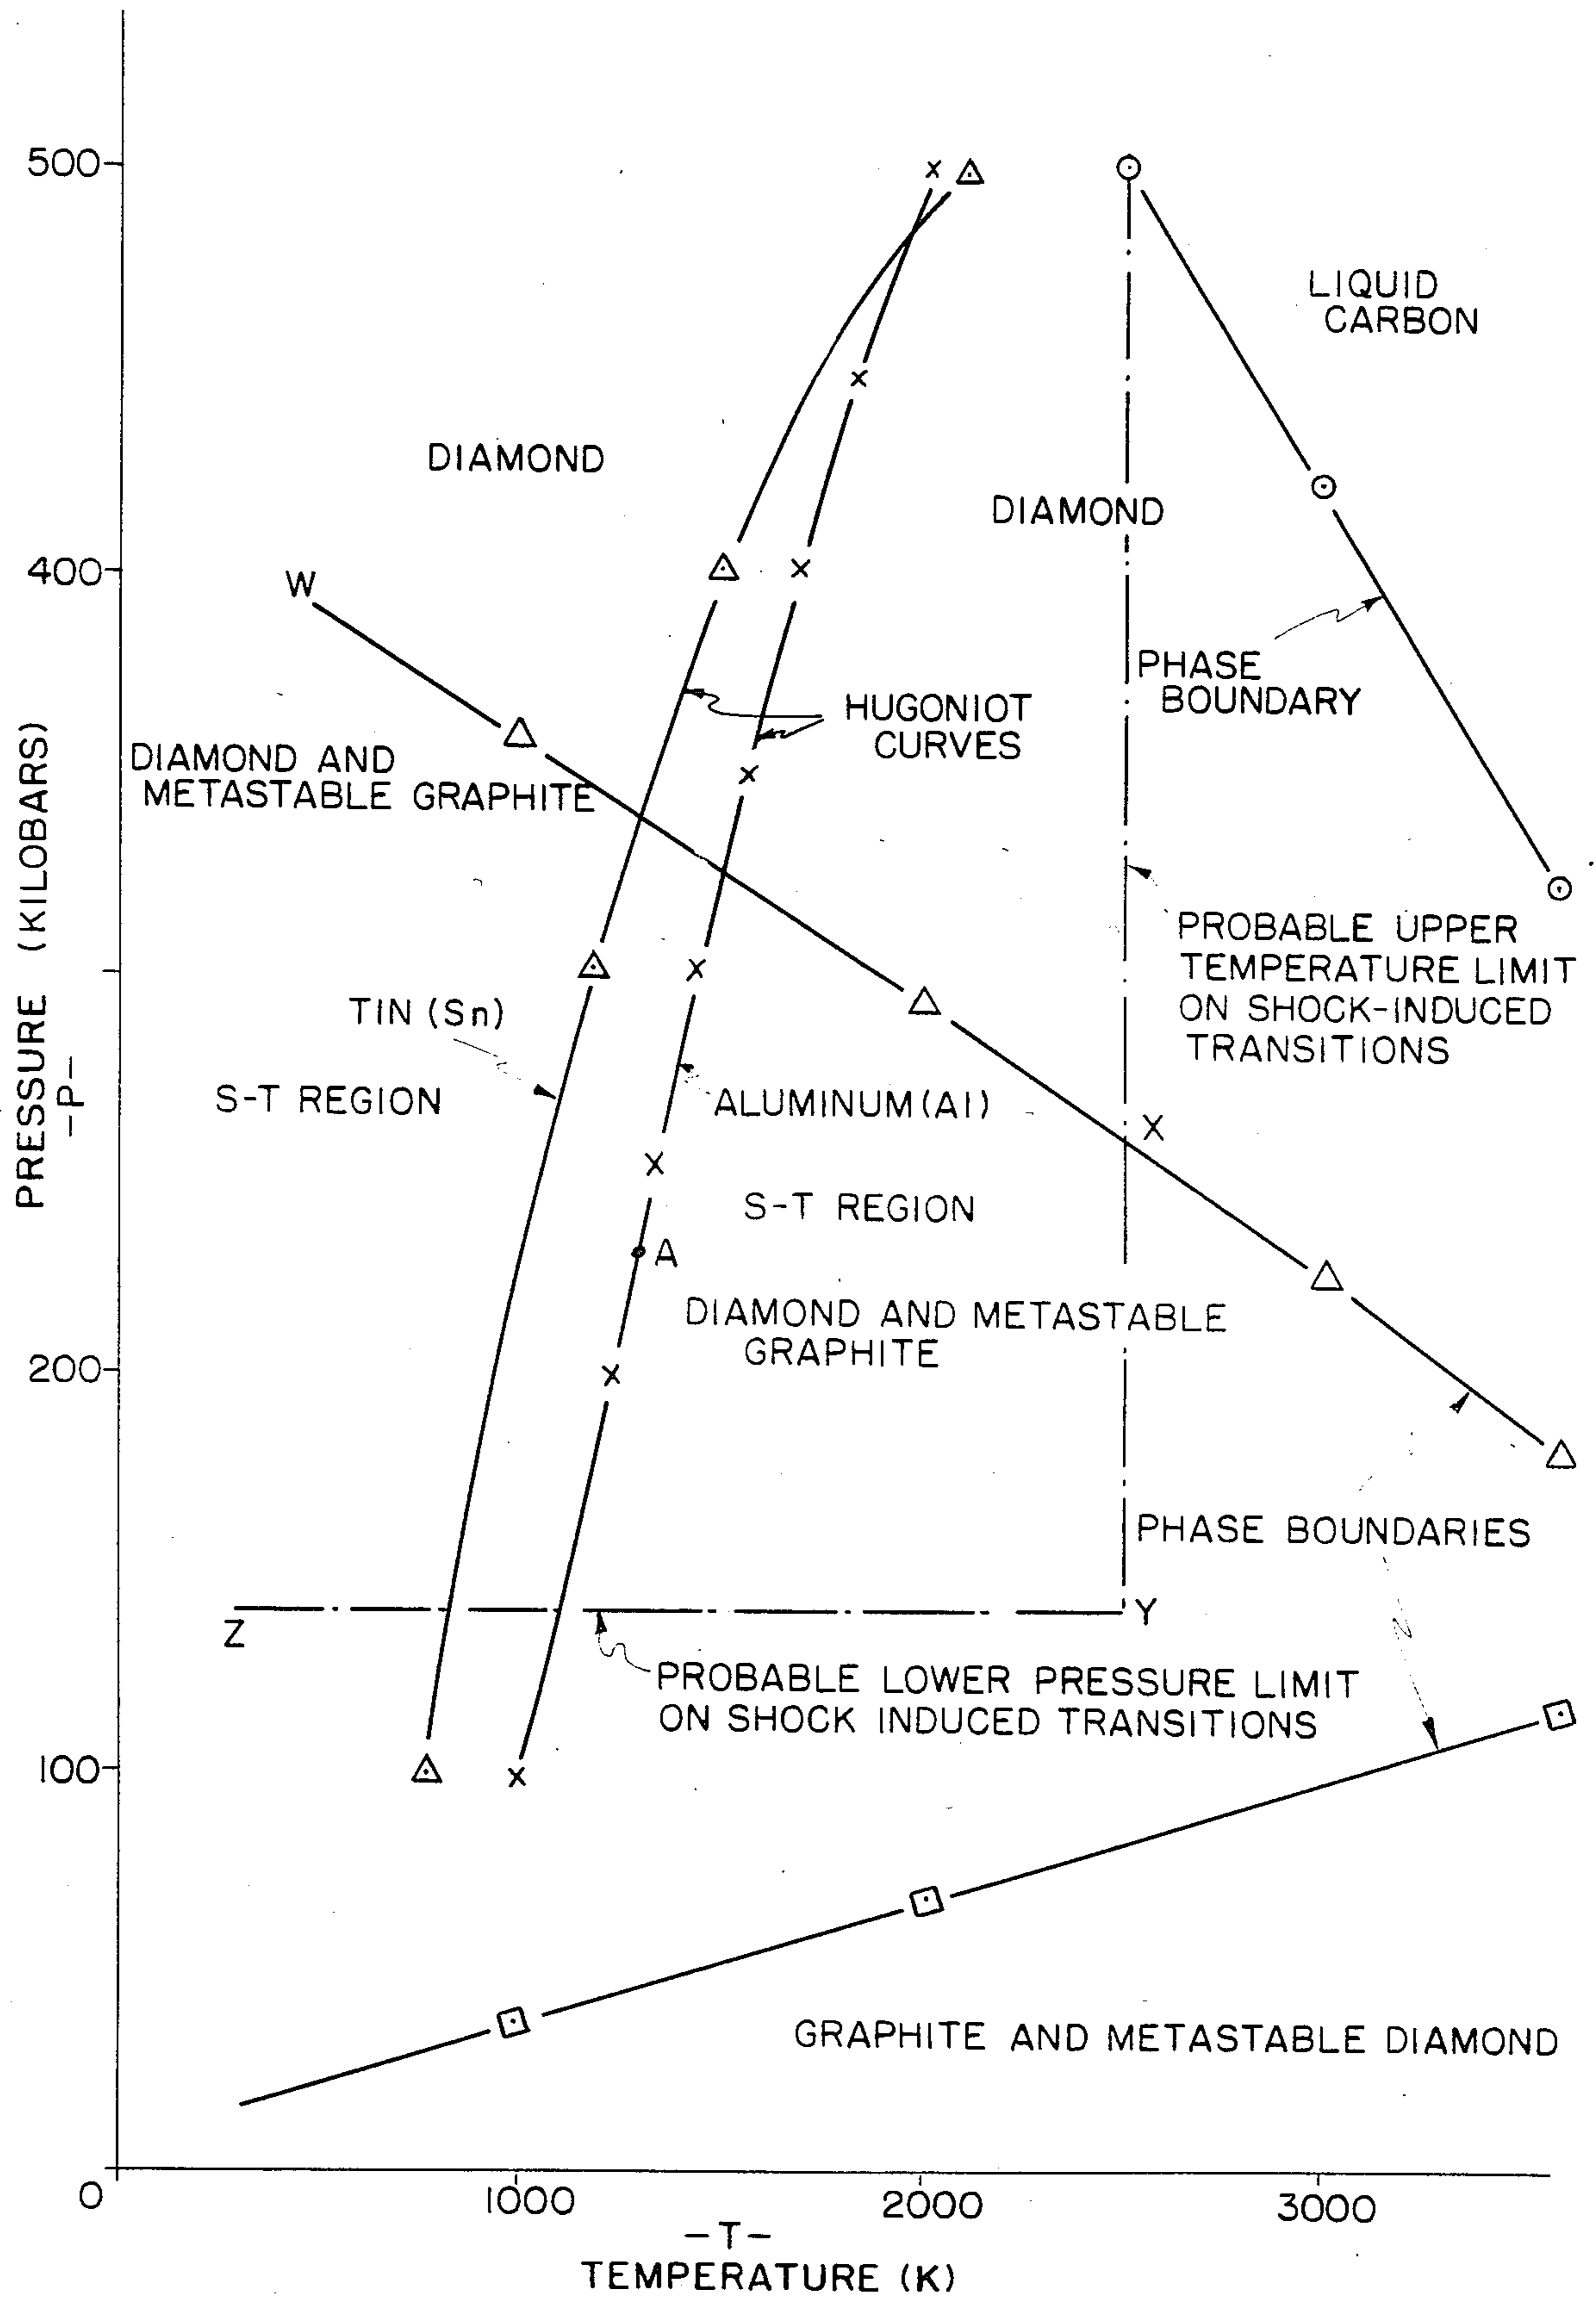 500
LIQUID
CARBON
DIAMOND
DIAMOND
400
W
PHASE
BOUNDARY
HUGONIOT
CURVES
DIAMOND AND
METASTABLE GRAPHITE
PRESSURE (KILOBARS)
-P-
PROBABLE UPPER
TEMPERATURE LIMIT
ON SHOCK-INDUCED
TRANSITIONS
TIN (Sn)
S-T REGION
ALUMINUM (Al)
X
S-T REGION
A
DIAMOND AND METASTABLE
GRAPHITE
200
PHASE BOUNDARIES
Z
Y
PROBABLE LOWER PRESSURE LIMIT
ON SHOCK INDUCED TRANSITIONS
100
GRAPHITE AND METASTABLE DIAMOND
0
1000
2000
3000
-T-
TEMPERATURE (K)